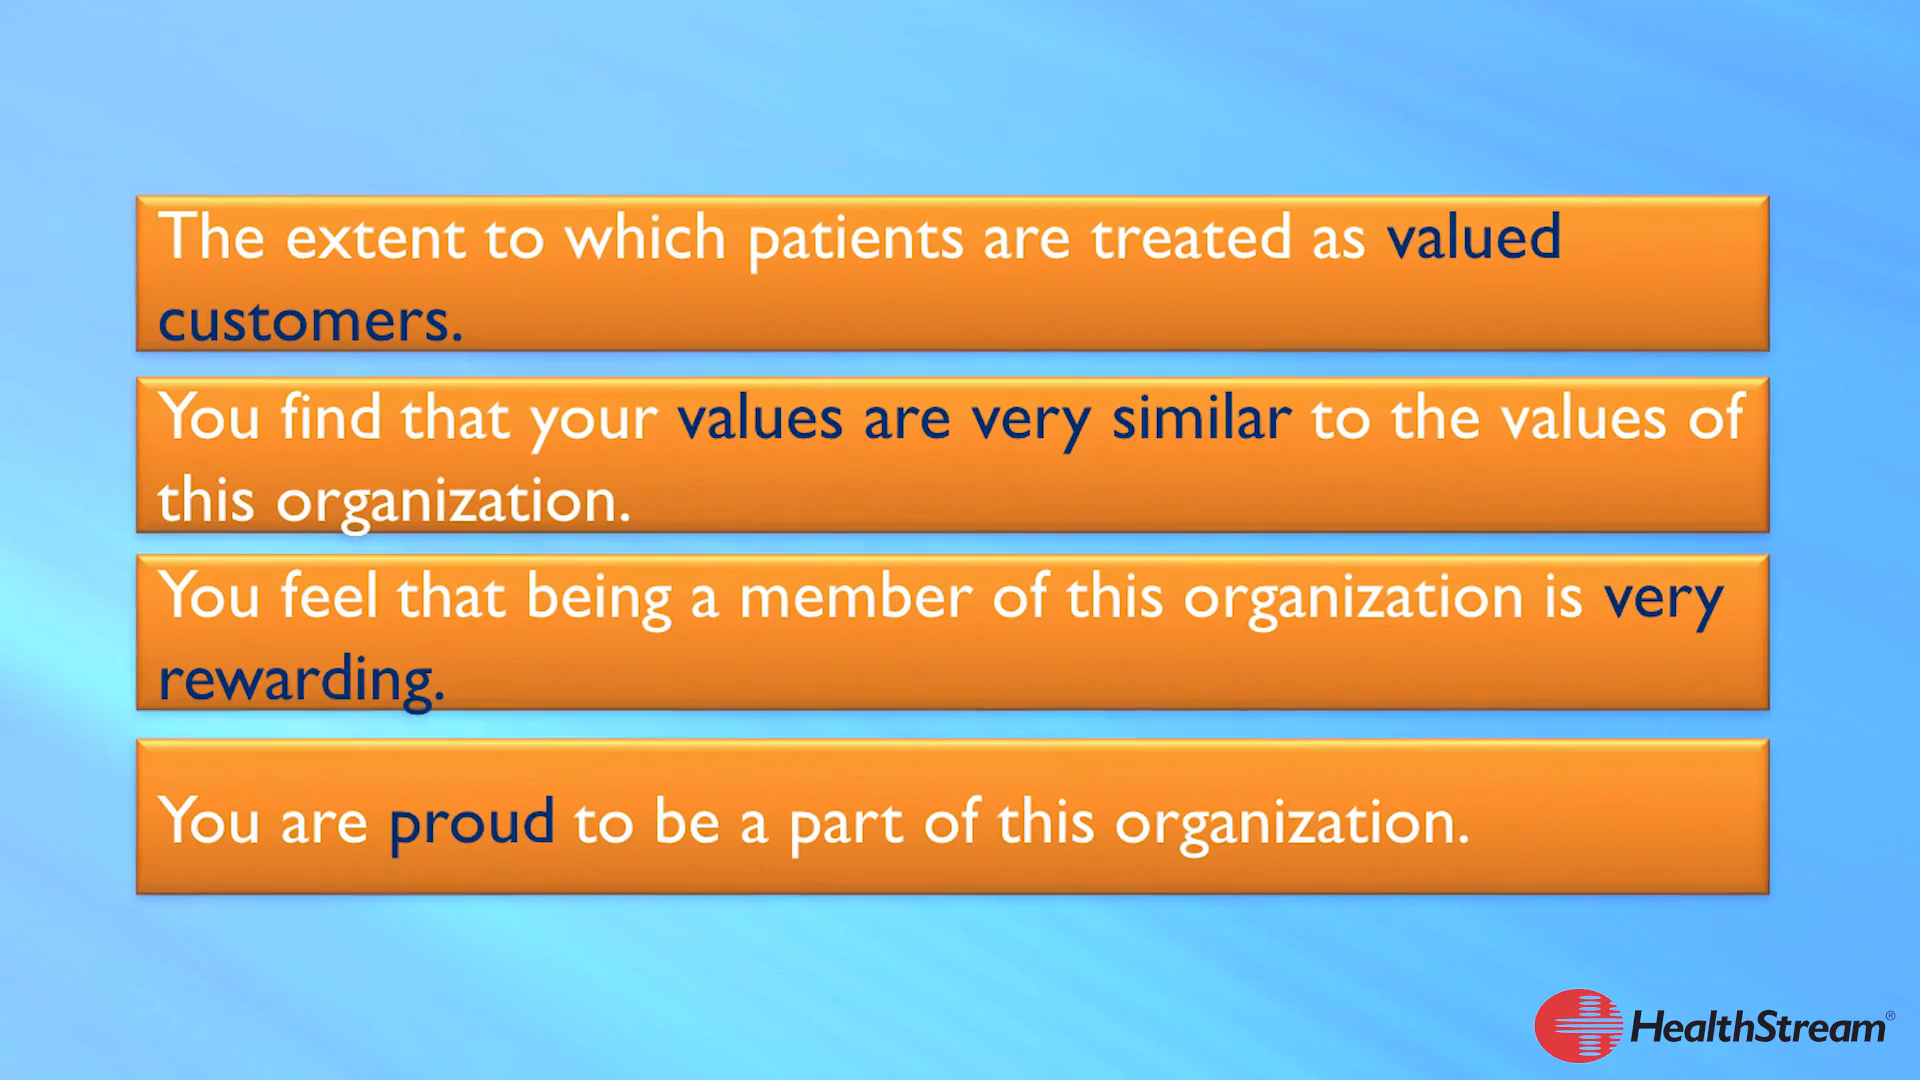 The extent to which patients are treated as valued
customers.
You find that your values are very similar to the values of
this organization.
You feel that being a member of this organization is very
rewarding.
You are proud to be a part of this organization.
HealthStream®